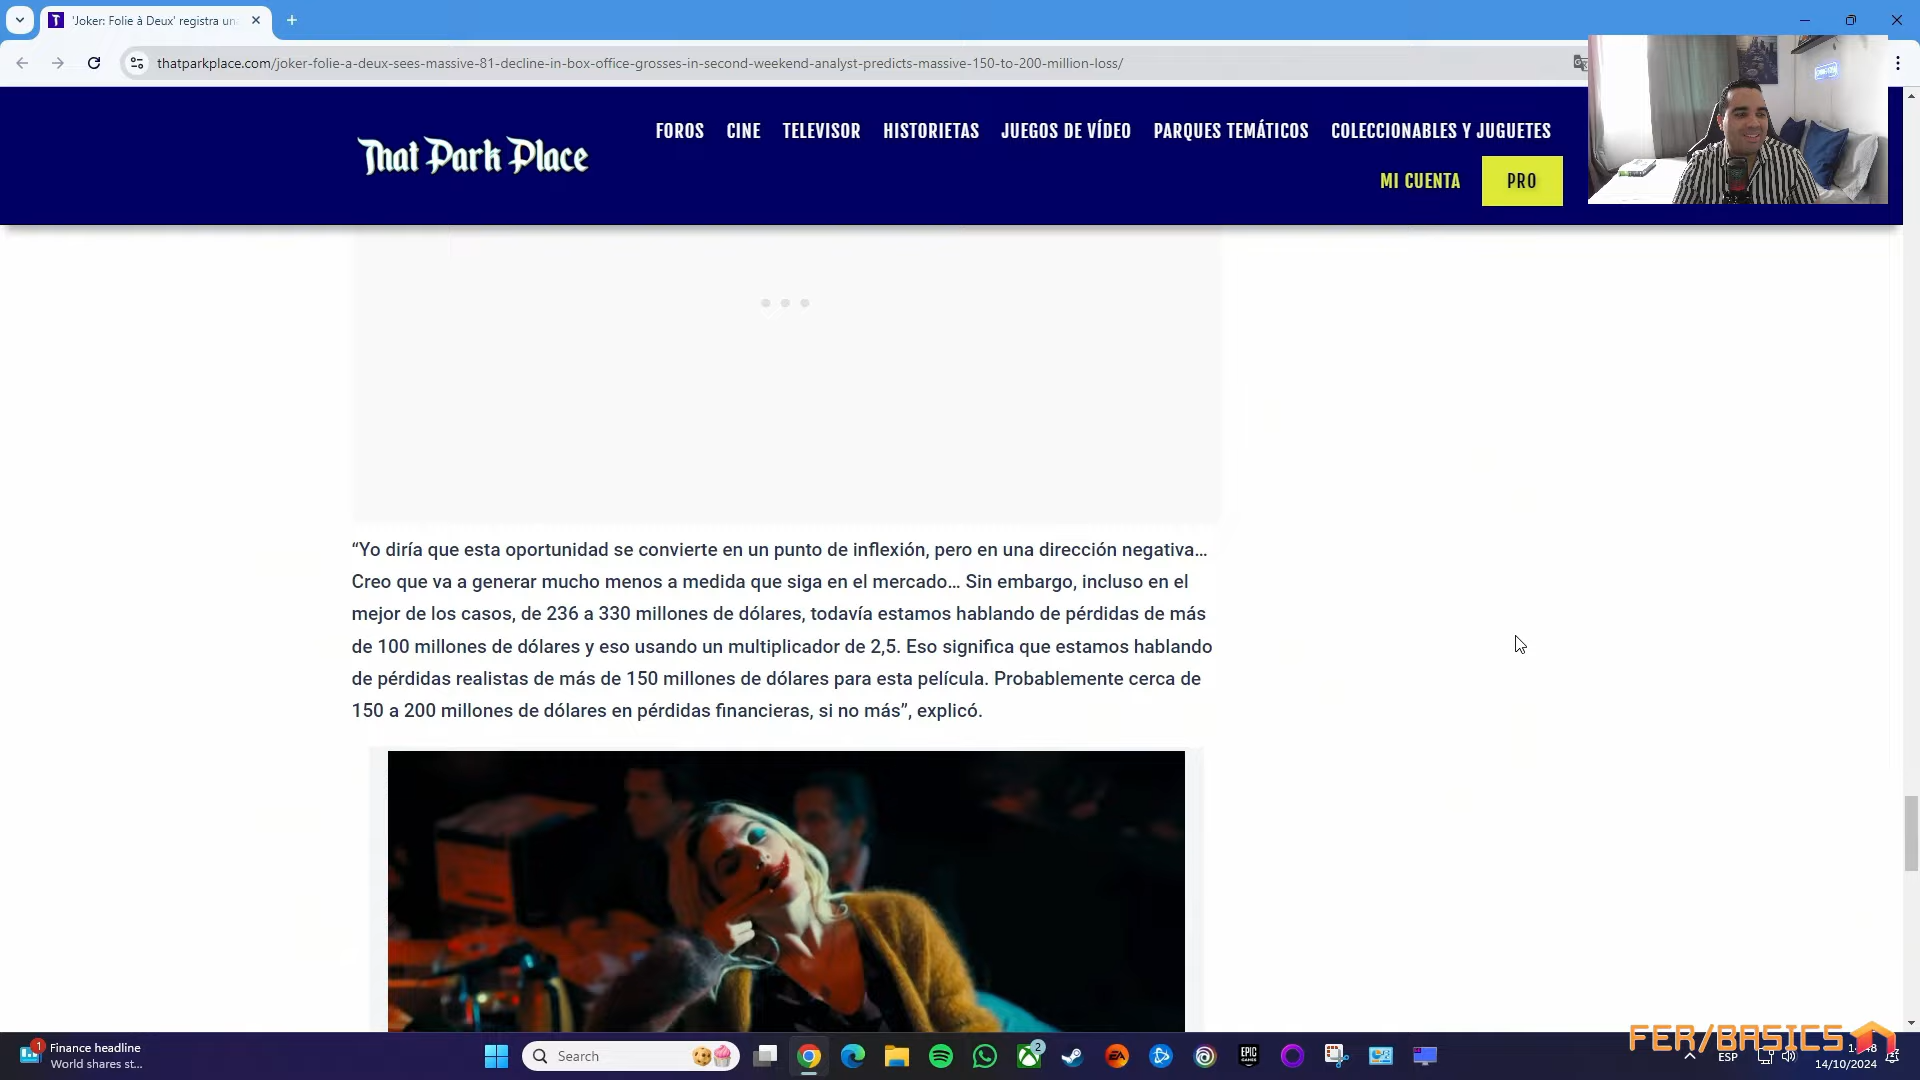 'Joker: Folie à Deux' registra un
thatparkplace.com/joker-folie-a-deux-sees-massive-81-decline-in-box-office-grosses-in-second-weekend-analyst-predicts-massive-150-to-200-million-loss/
That Park Place
FOROS CINE TELEVISOR HISTORIETAS JUEGOS DE VÍDEO PARQUES TEMÁTICOS COLECCIONABLES Y JUGUETES
MI CUENTA PRO
“Yo diría que esta oportunidad se convierte en un punto de inflexión, pero en una dirección negativa…
Creo que va a generar mucho menos a medida que siga en el mercado… Sin embargo, incluso en el
mejor de los casos, de 236 a 330 millones de dólares, todavía estamos hablando de pérdidas de más
de 100 millones de dólares y eso usando un multiplicador de 2,5. Eso significa que estamos hablando
de pérdidas realistas de más de 150 millones de dólares para esta película. Probablemente cerca de
150 a 200 millones de dólares en pérdidas financieras, si no más”, explicó.
FER/BASICS
1
Finance headline
World shares st...
Search
2
EA
EPIC
ESP
14/10/2024